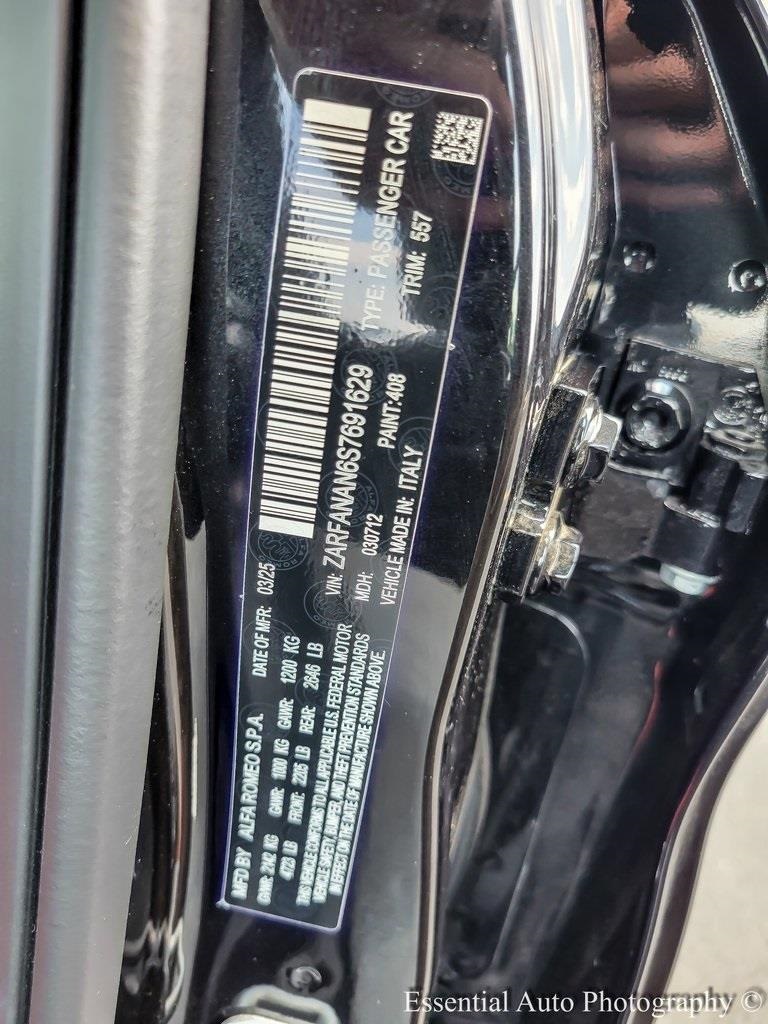 MFD BY ALFA ROMEO S.P.A. DATE OF MFR: 03/25
GVWR: 2142 KG GAWR: 1100 KG GAWR: 1200 KG
4723 LB FRONT: 2285 LB REAR: 2646 LB
THIS VEHICLE CONFORMS TO ALL APPLICABLE U.S. FEDERAL MOTOR
VEHICLE SAFETY, BUMPER, AND THEFT PREVENTION STANDARDS
IN EFFECT ON THE DATE OF MANUFACTURE SHOWN ABOVE.
VIN: ZARFANAN6S7691629 TYPE: PASSENGER CAR
MDH: 030712 PAINT: 408 TRIM: 557
VEHICLE MADE IN: ITALY
Essential Auto Photography ©